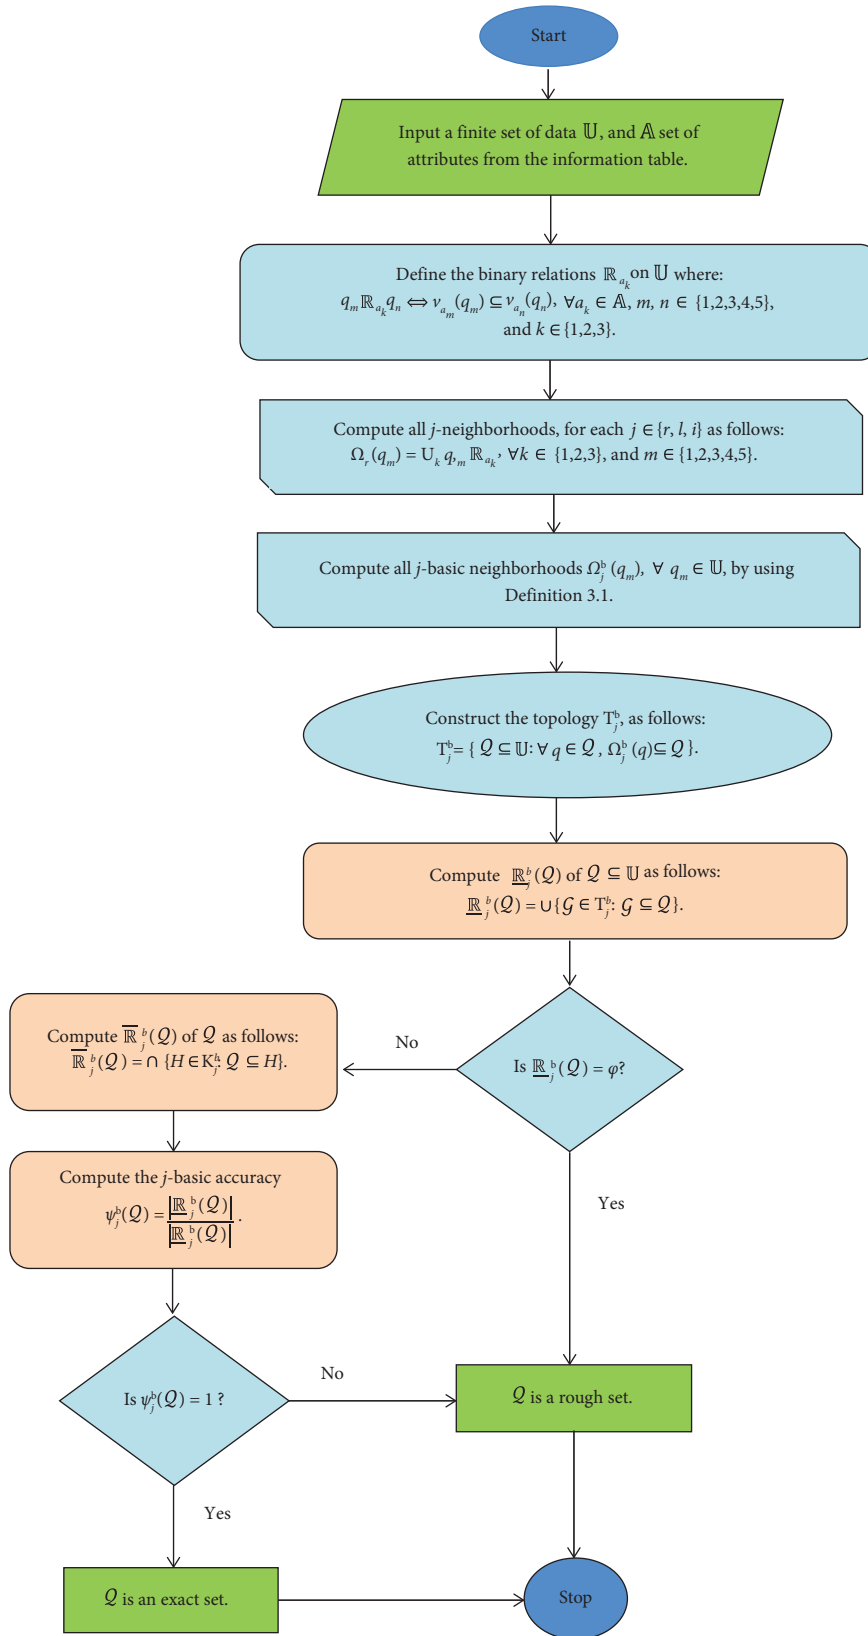 Start
Input a finite set of data 𝕌, and 𝔸 set of
attributes from the information table.
Define the binary relations ℝ_{a_k} on 𝕌 where:
q_m ℝ_{a_k} q_n ⇔ v_{a_m}(q_m) ⊆ v_{a_n}(q_n), ∀a_k ∈ 𝔸, m, n ∈ {1,2,3,4,5},
and k ∈ {1,2,3}.
Compute all j-neighborhoods, for each j ∈ {r, l, i} as follows:
Ω_r(q_m) = U_k q_{,m} ℝ_{a_k}, ∀k ∈ {1,2,3}, and m ∈ {1,2,3,4,5}.
Compute all j-basic neighborhoods Ω_j^b(q_m), ∀ q_m ∈ 𝕌, by using
Definition 3.1.
Construct the topology T_j^b, as follows:
T_j^b = { 𝒬 ⊆ 𝕌: ∀ q ∈ 𝒬, Ω_j^b(q) ⊆ 𝒬 }.
Compute ℝ̲_j^b(𝒬) of 𝒬 ⊆ 𝕌 as follows:
ℝ̲_j^b(𝒬) = ∪{𝒢 ∈ T_j^b: 𝒢 ⊆ 𝒬}.
Is ℝ̲_j^b(𝒬) = φ?
No
Compute ℝ̅_j^b(𝒬) of 𝒬 as follows:
ℝ̅_j^b(𝒬) = ∩ {H ∈ K_j^b: 𝒬 ⊆ H}.
Yes
Compute the j-basic accuracy
ψ_j^b(𝒬) = |ℝ̲_j^b(𝒬)| / |ℝ̅_j^b(𝒬)|.
Is ψ_j^b(𝒬) = 1 ?
No
𝒬 is a rough set.
Yes
𝒬 is an exact set.
Stop